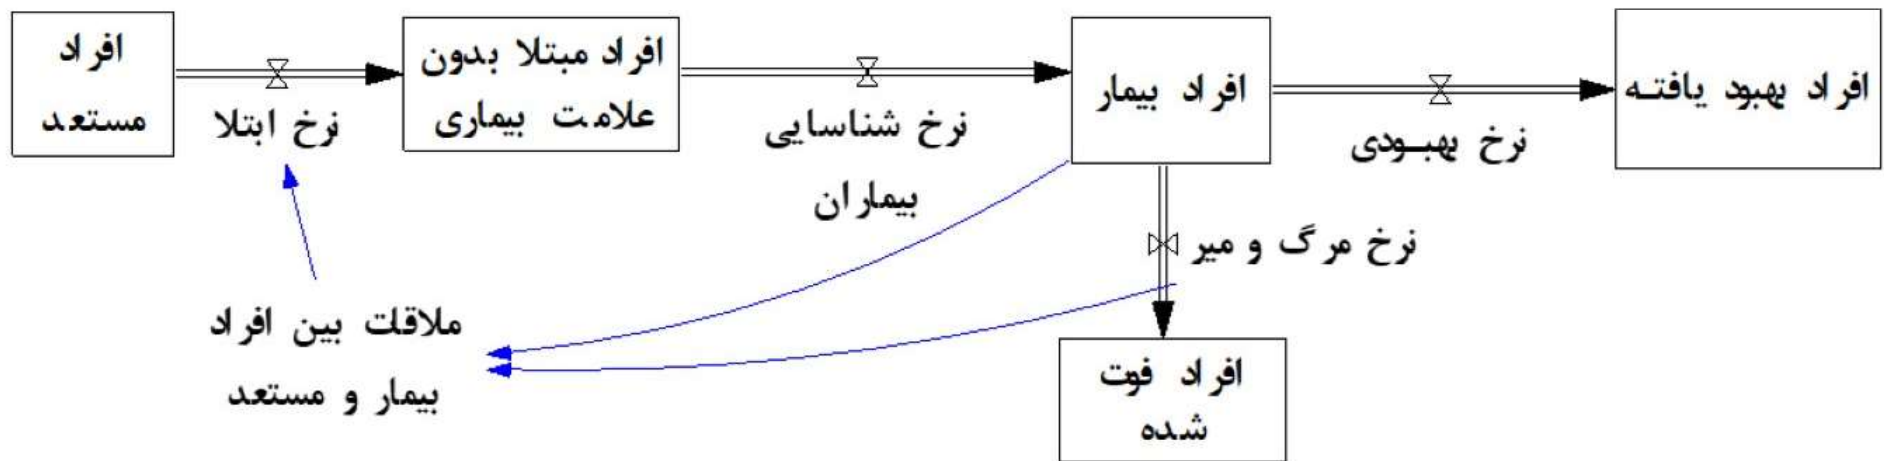 افراد
مستعد
نرخ ابتلا
افراد مبتلا بدون
علامت بیماری
نرخ شناسایی
بیماران
افراد بیمار
نرخ بهبودی
افراد بهبود یافته
نرخ مرگ و میر
ملاقات بین افراد
بیمار و مستعد
افراد فوت
شده